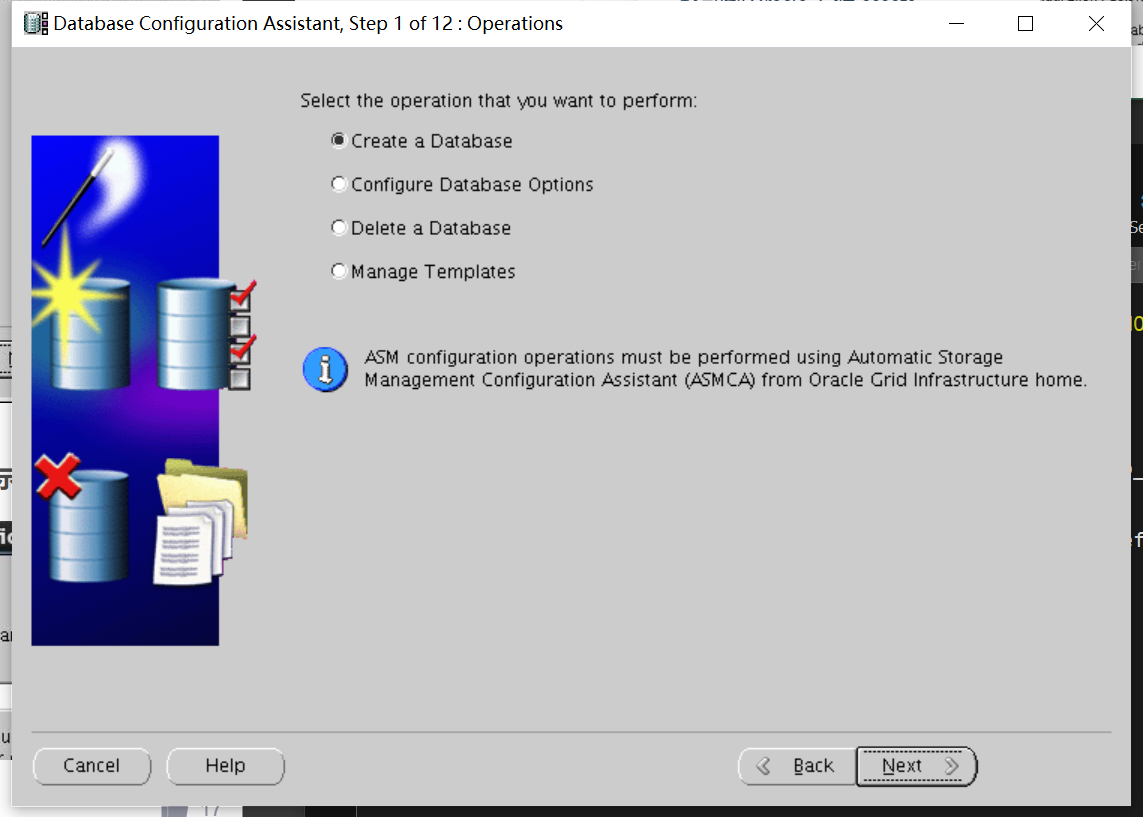 Database Configuration Assistant, Step 1 of 12 : Operations
Select the operation that you want to perform:
Create a Database
Configure Database Options
Delete a Database
Manage Templates
ASM configuration operations must be performed using Automatic Storage
Management Configuration Assistant (ASMCA) from Oracle Grid Infrastructure home.
Cancel
Help
Back
Next
17